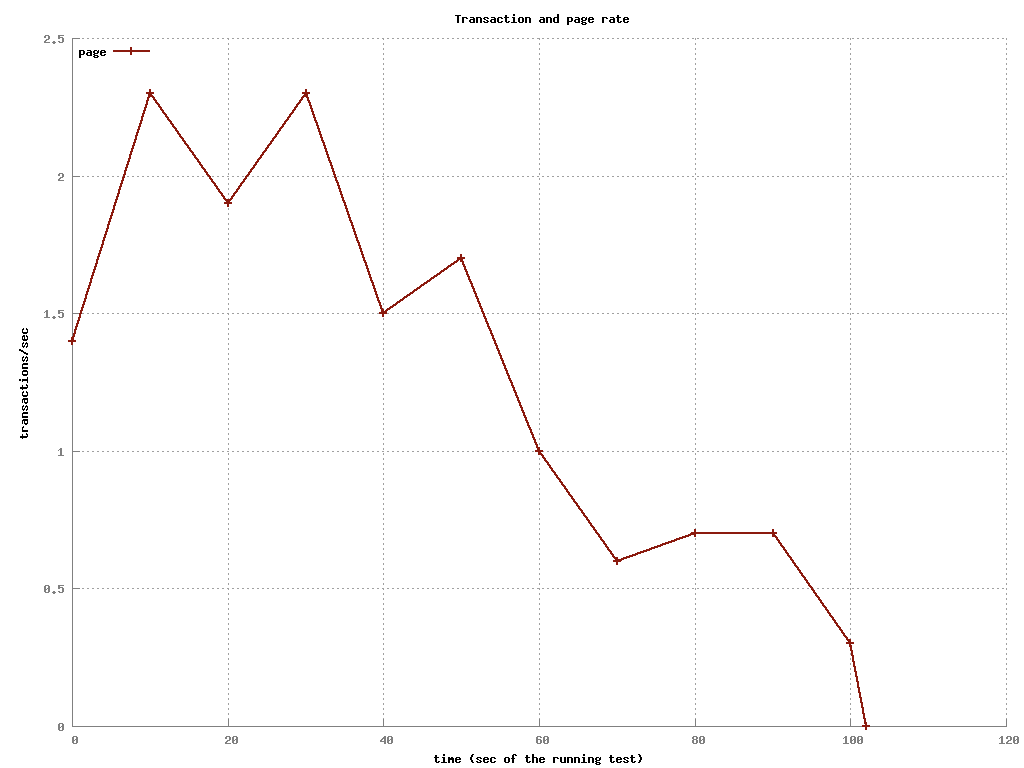 Transaction and page rate
page
2.5
2
1.5
1
0.5
0
transactions/sec
0 20 40 60 80 100 120
time (sec of the running test)